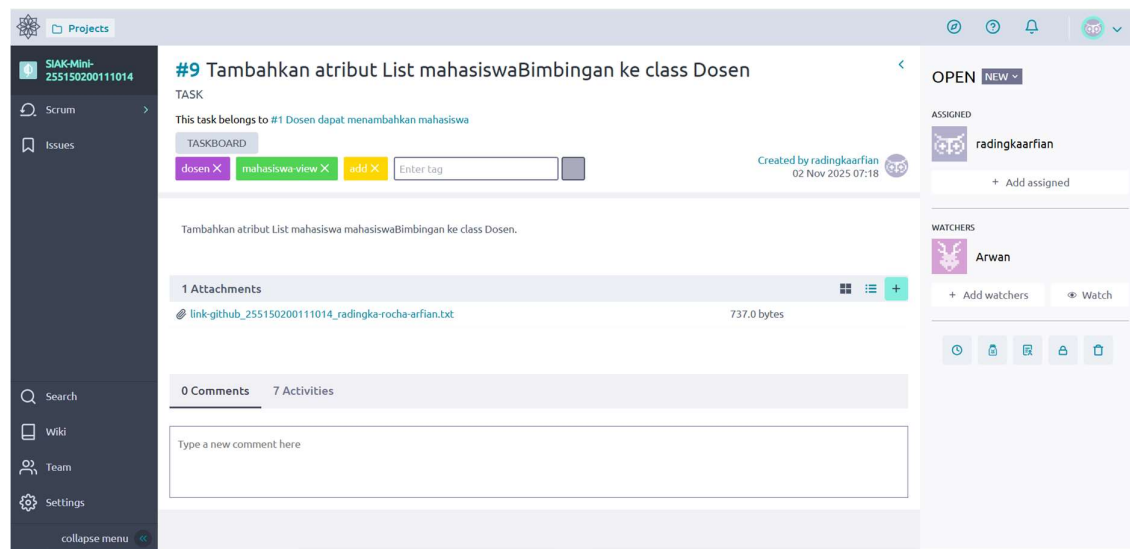 Projects
SIAK-Mini-
255150200111014
Scrum
Issues
Search
Wiki
Team
Settings
collapse menu
#9 Tambahkan atribut List mahasiswaBimbingan ke class Dosen
TASK
This task belongs to #1 Dosen dapat menambahkan mahasiswa
TASKBOARD
dosen
mahasiswa-view
add
Enter tag
Created by radingkaarfian
02 Nov 2025 07:18
Tambahkan atribut List mahasiswa mahasiswaBimbingan ke class Dosen.
1 Attachments
link-github_255150200111014_radingka-rocha-arfian.txt 737.0 bytes
0 Comments 7 Activities
Type a new comment here
OPEN NEW
ASSIGNED
radingkaarfian
+ Add assigned
WATCHERS
Arwan
+ Add watchers Watch